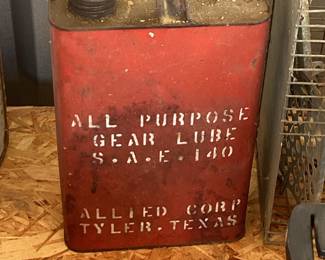 ALL PURPOSE
GEAR LUBE
S.A.E. 140
ALLIED CORP
TYLER, TEXAS